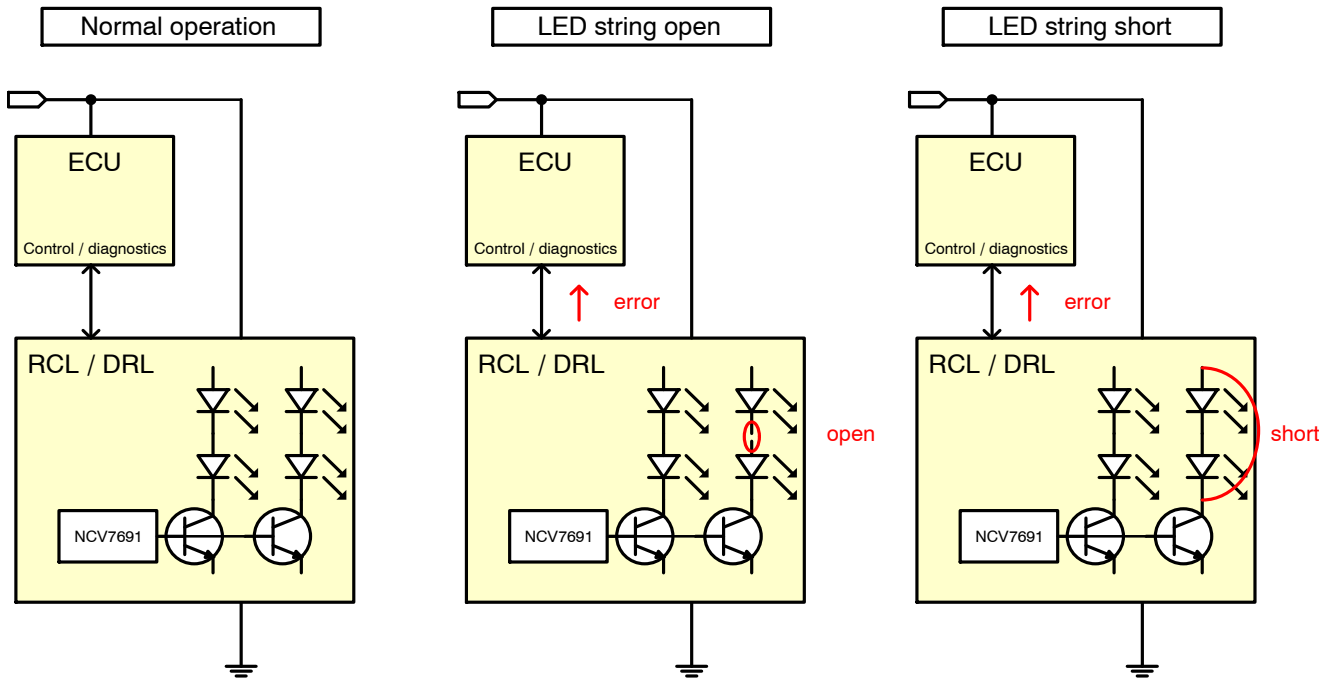 Normal operation
LED string open
LED string short
ECU
Control / diagnostics
RCL / DRL
NCV7691
ECU
Control / diagnostics
error
RCL / DRL
open
NCV7691
ECU
Control / diagnostics
error
RCL / DRL
short
NCV7691